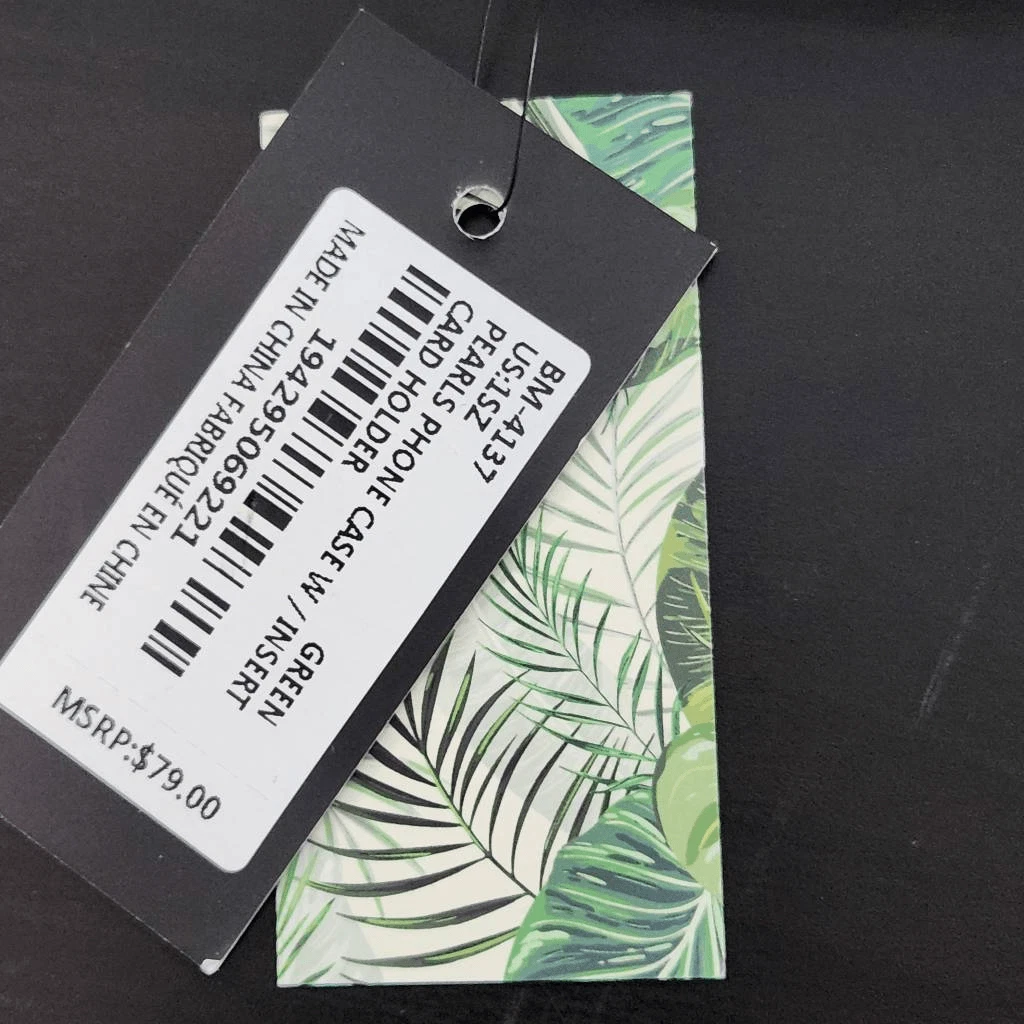 BM-4137
US:1SZ
PEARLS PHONE CASE W / INSERT
CARD HOLDER
GREEN
194295069221
MADE IN CHINA FABRIQUÉ EN CHINE
MSRP:$79.00